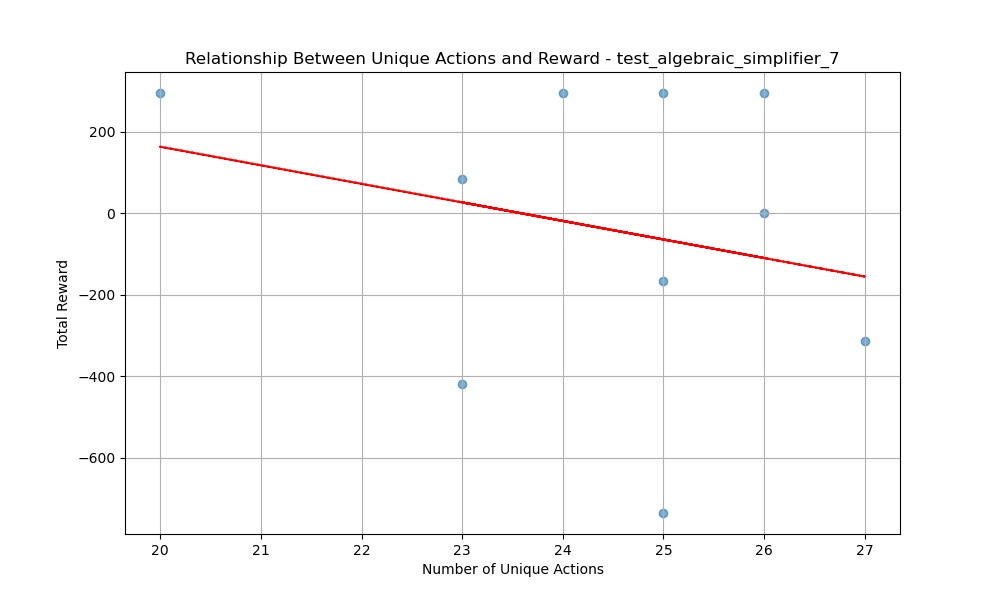 Relationship Between Unique Actions and Reward - test_algebraic_simplifier_7
200
0
−200
−400
−600
Total Reward
20 21 22 23 24 25 26 27
Number of Unique Actions